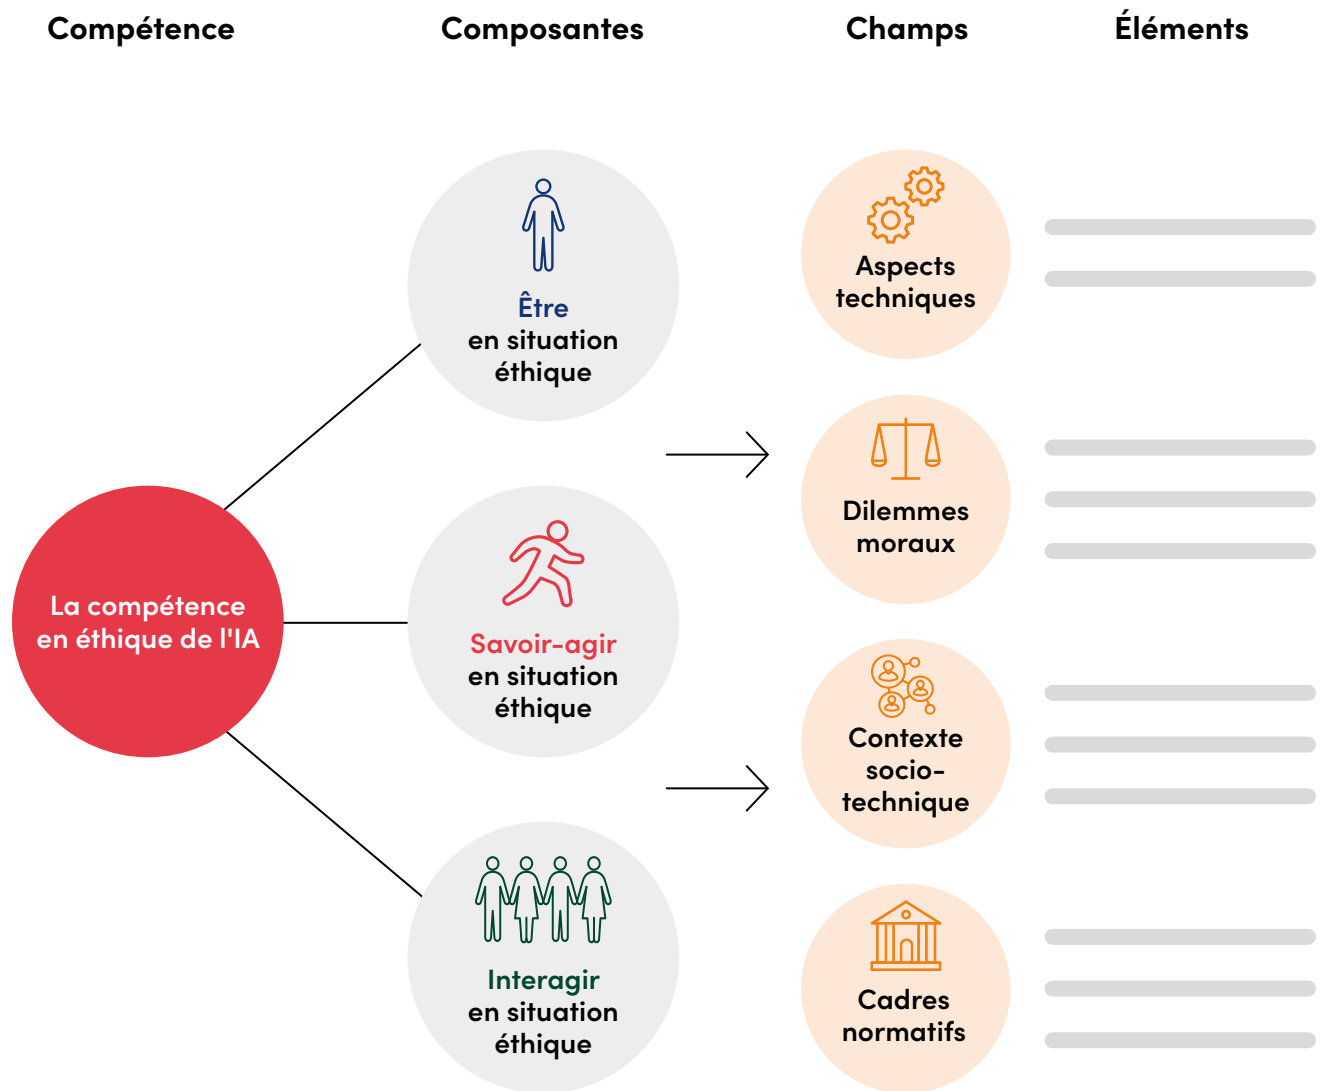 Compétence
Composantes
Champs
Éléments
La compétence
en éthique de l'IA
Être
en situation
éthique
Savoir-agir
en situation
éthique
Interagir
en situation
éthique
Aspects
techniques
Dilemmes
moraux
Contexte
socio-
technique
Cadres
normatifs